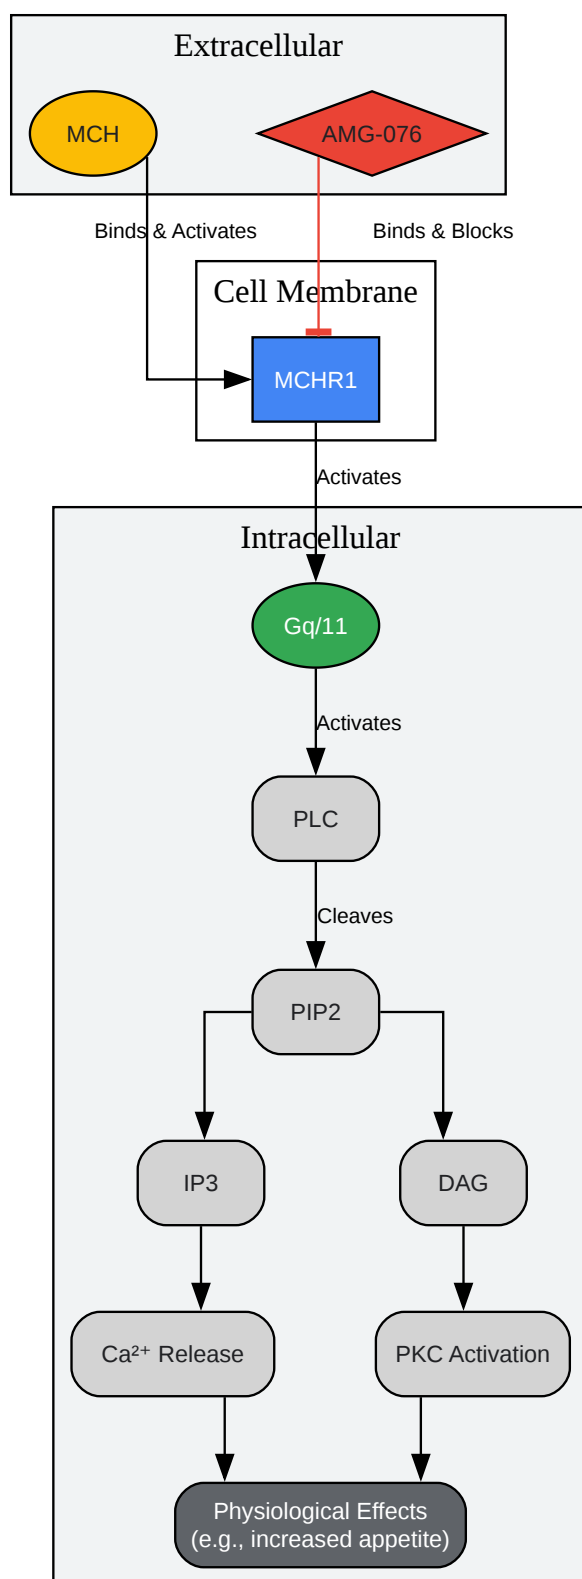 Extracellular
MCH
AMG-076
Binds & Activates
Binds & Blocks
Cell Membrane
MCHR1
Activates
Intracellular
Gq/11
Activates
PLC
Cleaves
PIP2
IP3
DAG
Ca²⁺ Release
PKC Activation
Physiological Effects
(e.g., increased appetite)